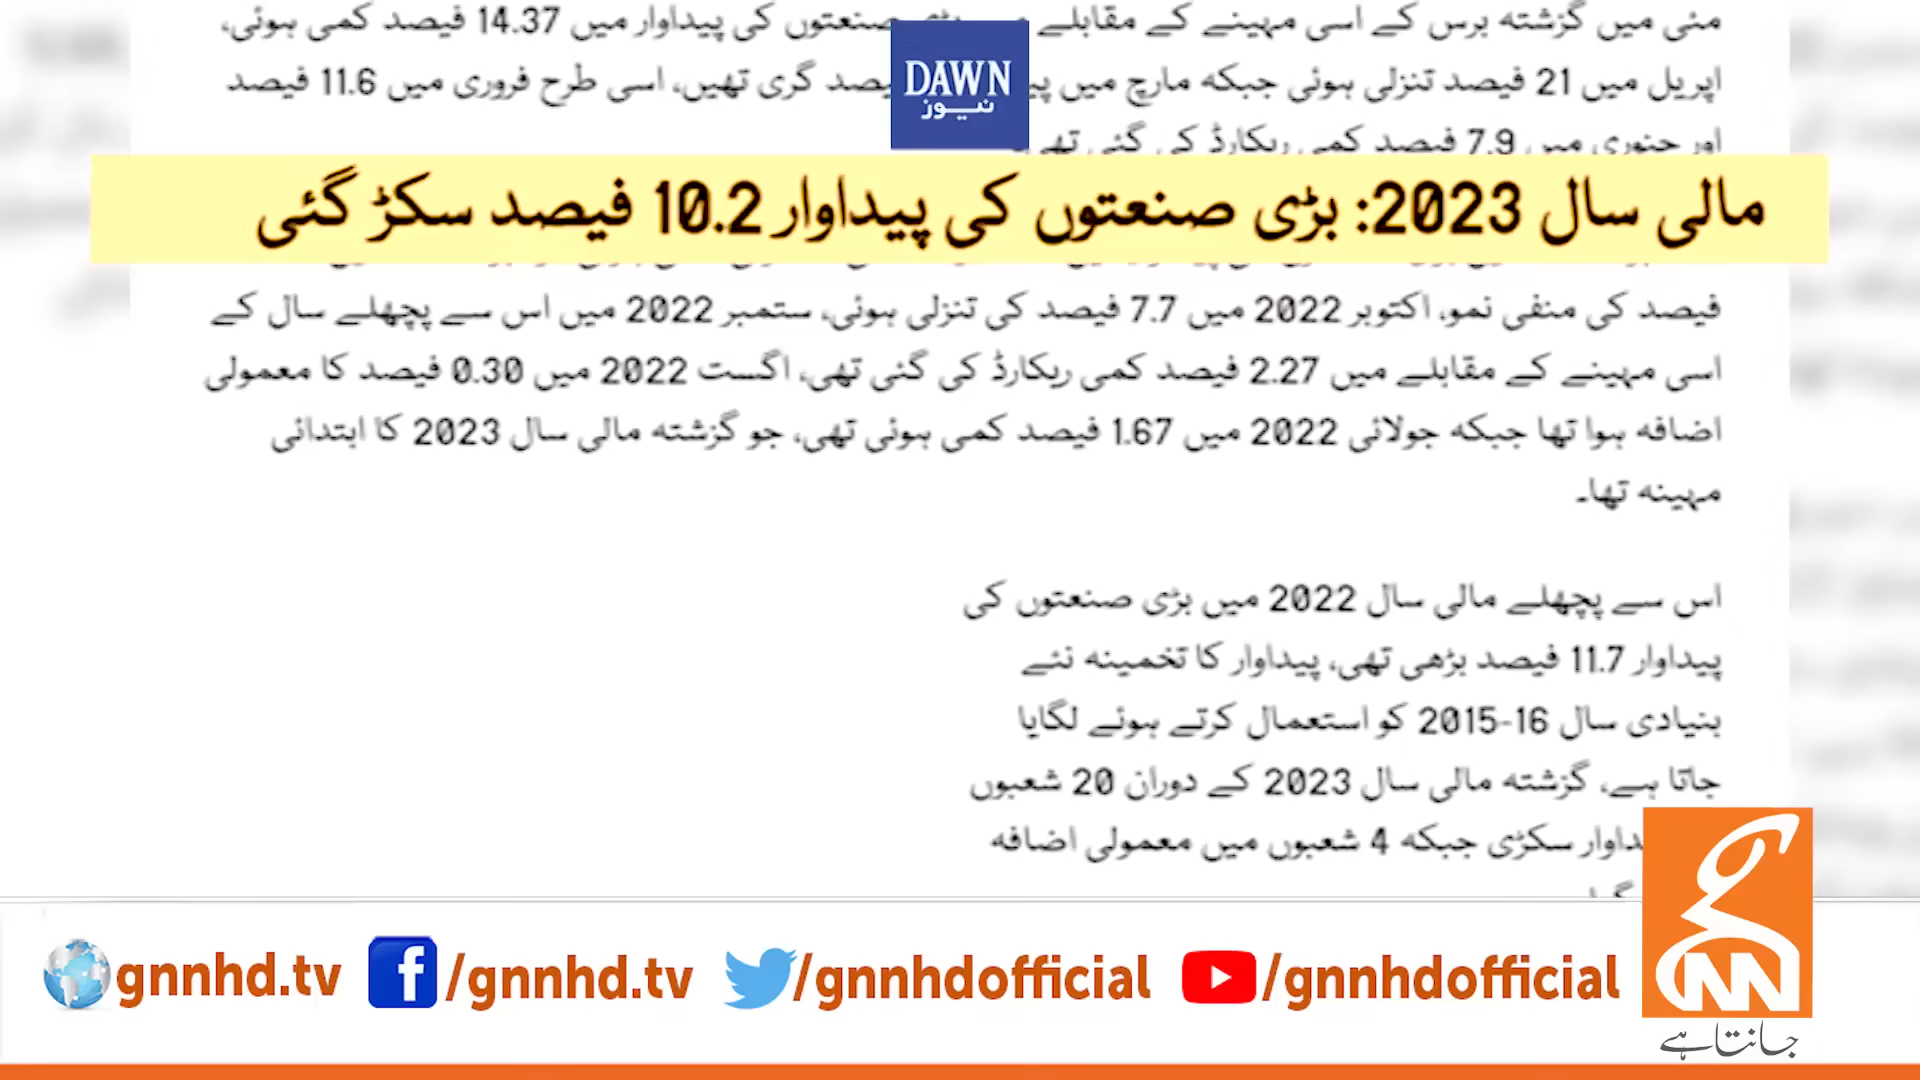 مئی میں گزشتہ برس کے اسی مہینے کے مقابلے صنعتوں کی پیداوار میں 14.37 فیصد کمی ہوئی،
اپریل میں 21 فیصد تنزلی ہوئی جبکہ مارچ میں گری تھیں، اسی طرح فروری میں 11.6 فیصد
DAWN
نیوز
اور جنوری میں 7.9 فیصد کمی ریکارڈ کی گئی تھی
مالی سال 2023: بڑی صنعتوں کی پیداوار 10.2 فیصد سکڑ گئی
فیصد کی منفی نمو، اکتوبر 2022 میں 7.7 فیصد کی تنزلی ہوئی، ستمبر 2022 میں اس سے پچھلے سال کے
اسی مہینے کے مقابلے میں 2.27 فیصد کمی ریکارڈ کی گئی تھی، اگست 2022 میں 0.30 فیصد کا معمولی
اضافہ ہوا تھا جبکہ جولائی 2022 میں 1.67 فیصد کمی ہوئی تھی، جو گزشتہ مالی سال 2023 کا ابتدائی
مہینہ تھا۔
اس سے پچھلے مالی سال 2022 میں بڑی صنعتوں کی
پیداوار 11.7 فیصد بڑھی تھی، پیداوار کا تخمینہ نئے
بنیادی سال 16-2015 کو استعمال کرتے ہوئے لگایا
جاتا ہے، گزشتہ مالی سال 2023 کے دوران 20 شعبوں
سکڑی جبکہ 4 شعبوں میں معمولی اضافہ
gnnhd.tv /gnnhd.tv /gnnhdofficial /gnnhdofficial
GNN
جانتا ہے